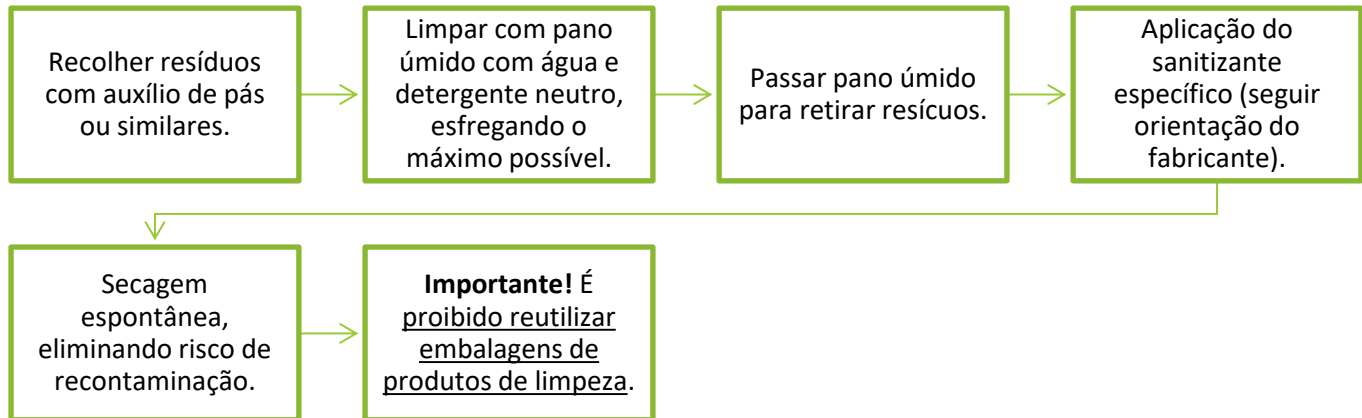 Recolher resíduos
com auxílio de pás
ou similares.
Limpar com pano
úmido com água e
detergente neutro,
esfregando o
máximo possível.
Passar pano úmido
para retirar resícuos.
Aplicação do
sanitizante
específico (seguir
orientação do
fabricante).
Secagem
espontânea,
eliminando risco de
recontaminação.
Importante! É
proibido reutilizar
embalagens de
produtos de limpeza.